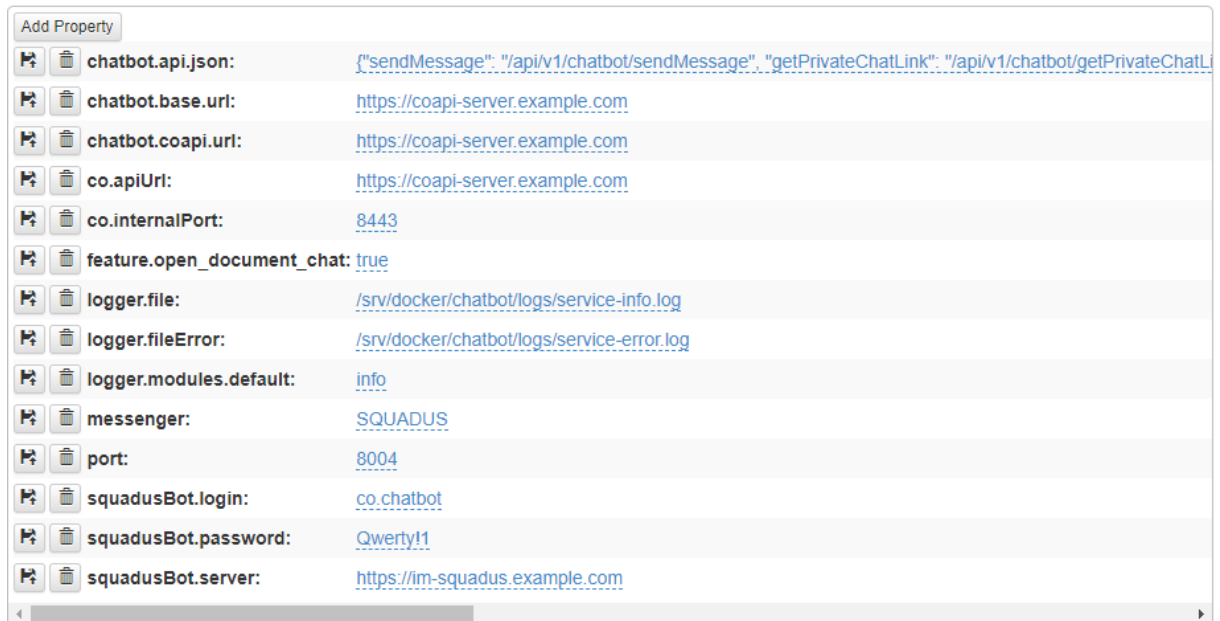 Add Property
chatbot.api.json: {"sendMessage": "/api/v1/chatbot/sendMessage", "getPrivateChatLink": "/api/v1/chatbot/getPrivateChatLi
chatbot.base.url: https://coapi-server.example.com
chatbot.coapi.url: https://coapi-server.example.com
co.apiUrl: https://coapi-server.example.com
co.internalPort: 8443
feature.open_document_chat: true
logger.file: /srv/docker/chatbot/logs/service-info.log
logger.fileError: /srv/docker/chatbot/logs/service-error.log
logger.modules.default: info
messenger: SQUADUS
port: 8004
squadusBot.login: co.chatbot
squadusBot.password: Qwerty!1
squadusBot.server: https://im-squadus.example.com